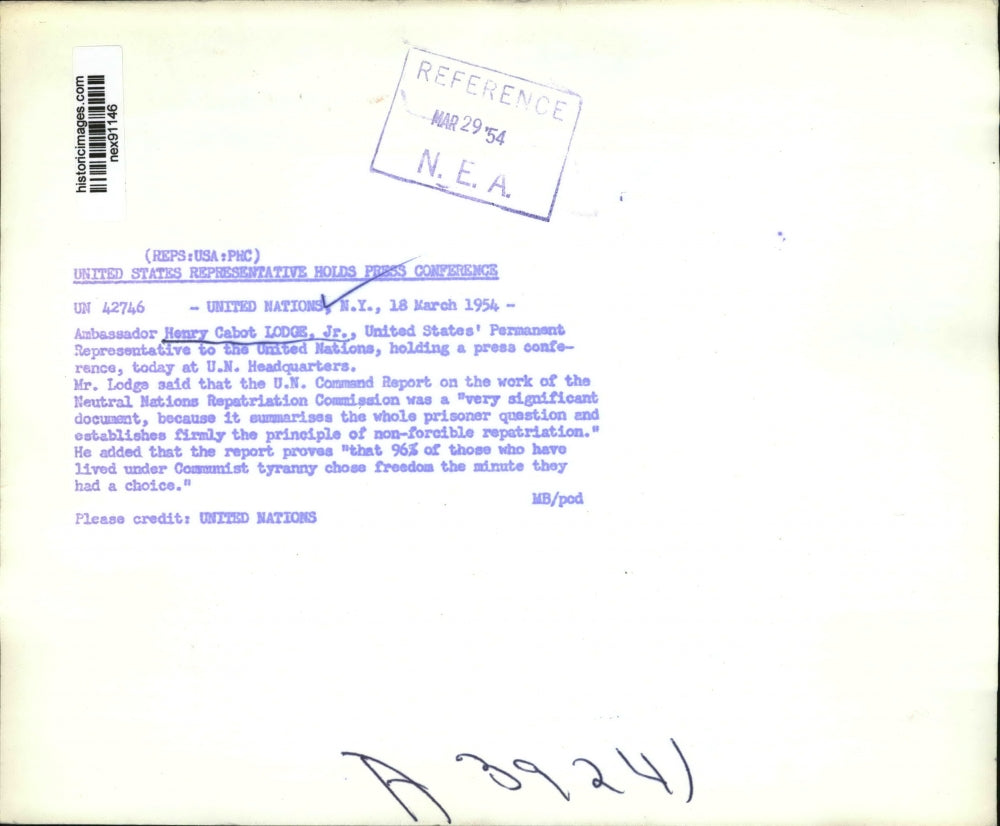 historicimages.com
nex91146
REFERENCE
MAR 29 '54
N. E. A.
(REPS:USA:PHC)
UNITED STATES REPRESENTATIVE HOLDS PRESS CONFERENCE
UN 42746 - UNITED NATIONS, N.Y., 18 March 1954 -
Ambassador Henry Cabot LODGE, Jr., United States' Permanent
Representative to the United Nations, holding a press confe-
rence, today at U.N. Headquarters.
Mr. Lodge said that the U.N. Command Report on the work of the
Neutral Nations Repatriation Commission was a "very significant
document, because it summarises the whole prisoner question and
establishes firmly the principle of non-forcible repatriation."
He added that the report proves "that 96% of those who have
lived under Communist tyranny chose freedom the minute they
had a choice."
MB/pcd
Please credit: UNITED NATIONS
A 39241